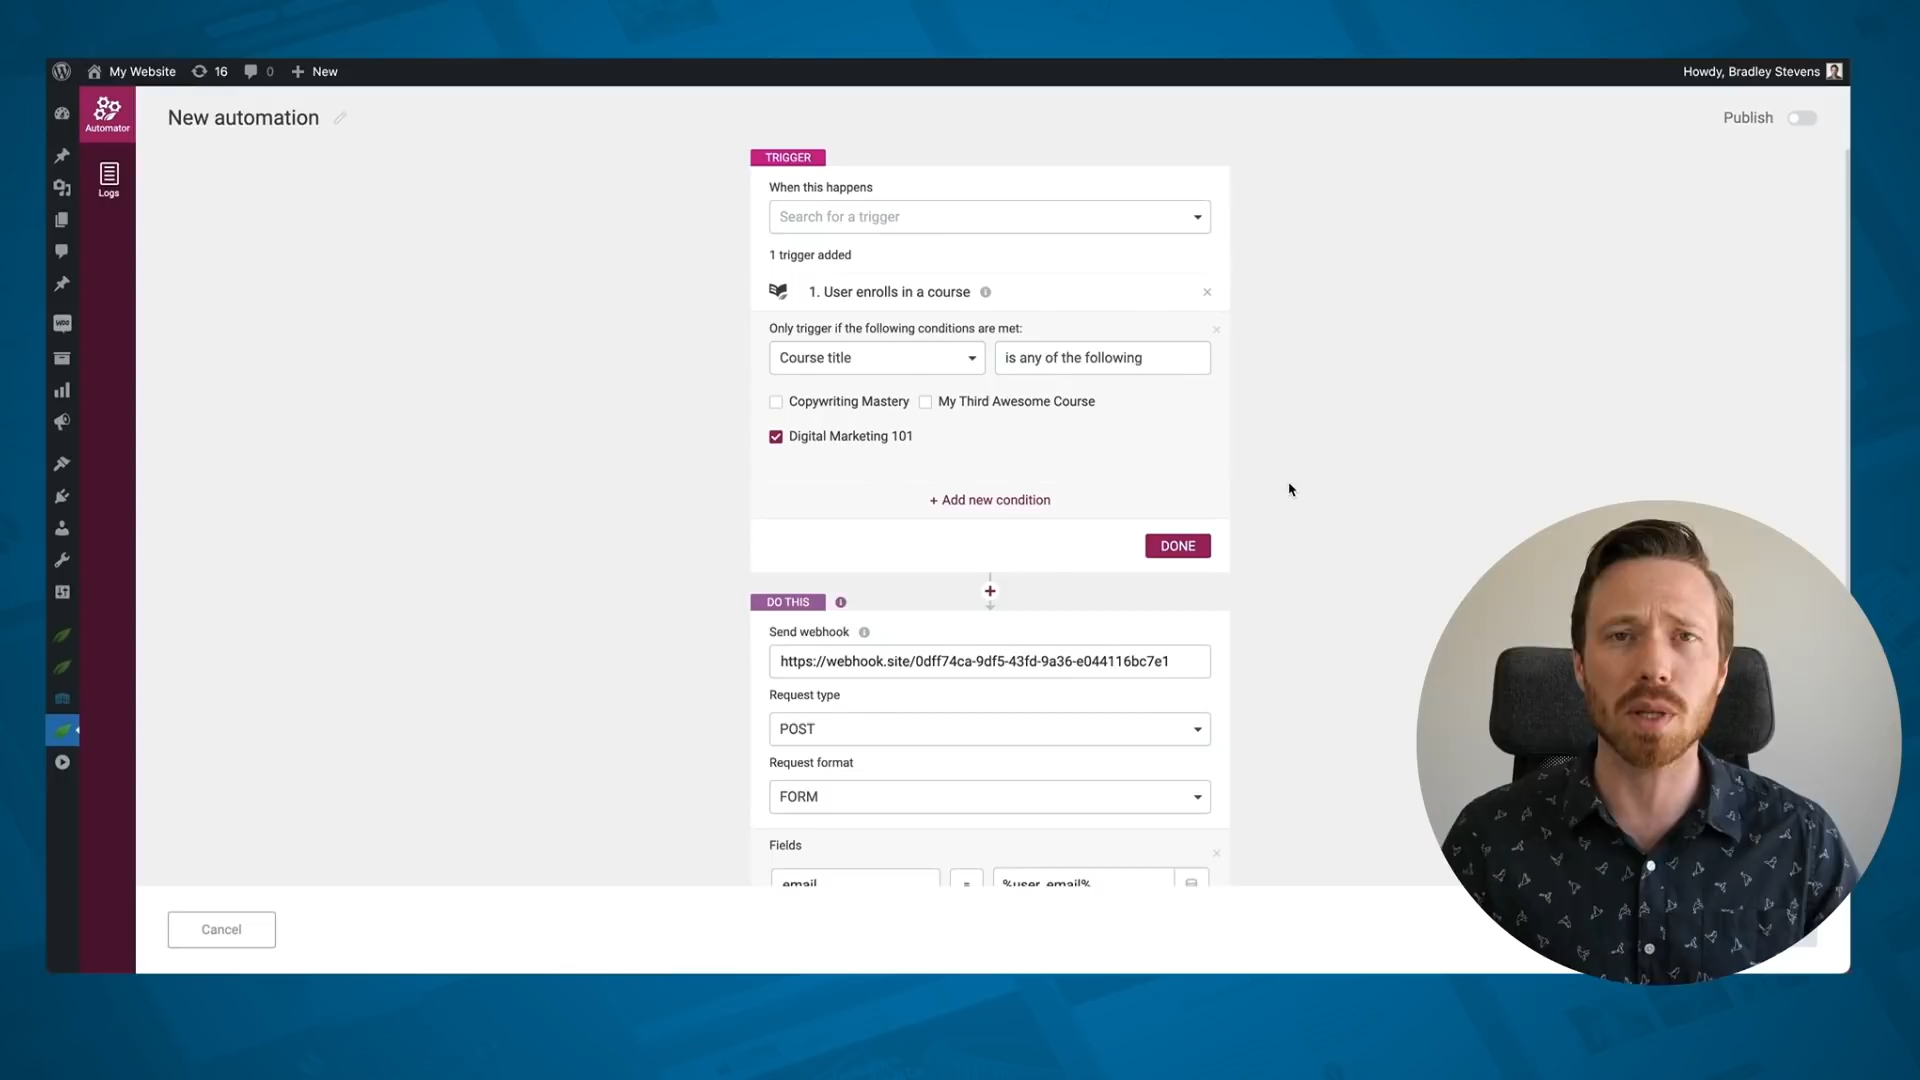 My Website 16 0 New Howdy, Bradley Stevens
Automator
Logs
New automation
Publish
TRIGGER
When this happens
Search for a trigger
1 trigger added
1. User enrolls in a course
Only trigger if the following conditions are met:
Course title is any of the following
Copywriting Mastery My Third Awesome Course
Digital Marketing 101
+ Add new condition
DONE
DO THIS
Send webhook
https://webhook.site/0dff74ca-9df5-43fd-9a36-e044116bc7e1
Request type
POST
Request format
FORM
Fields
email = %user_email%
Cancel